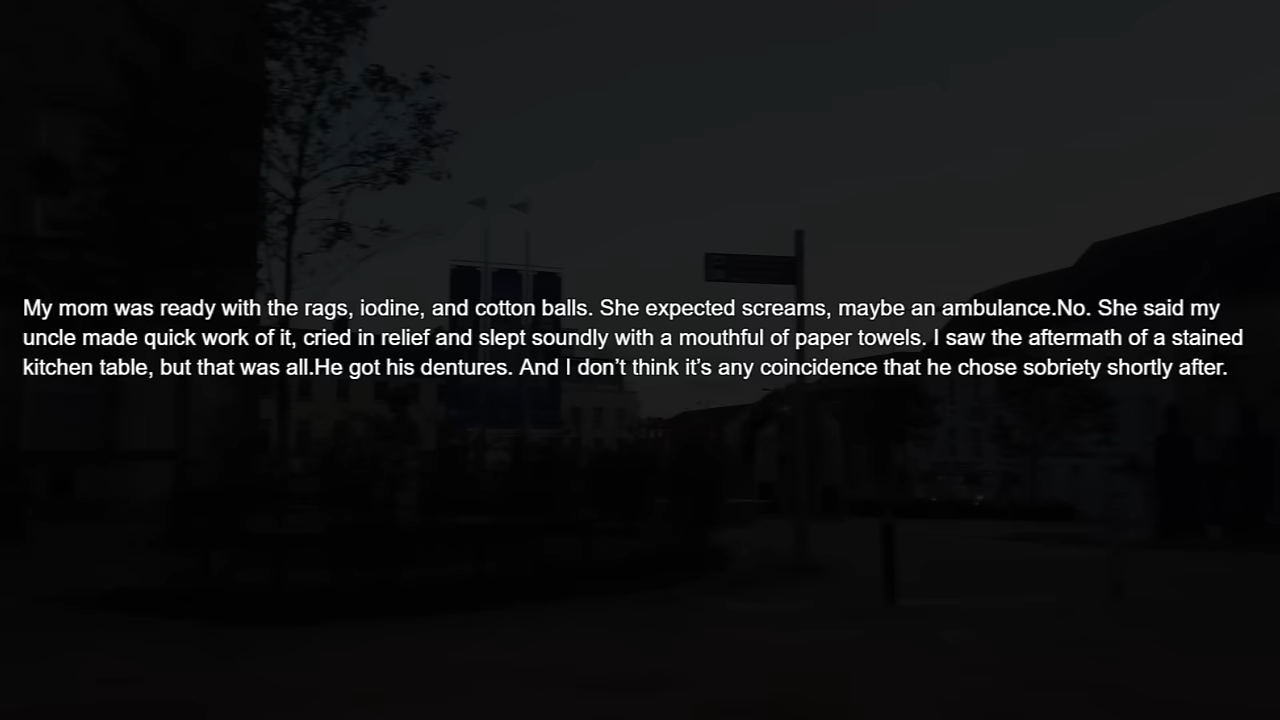 My mom was ready with the rags, iodine, and cotton balls. She expected screams, maybe an ambulance.No. She said my
uncle made quick work of it, cried in relief and slept soundly with a mouthful of paper towels. I saw the aftermath of a stained
kitchen table, but that was all.He got his dentures. And I don’t think it’s any coincidence that he chose sobriety shortly after.